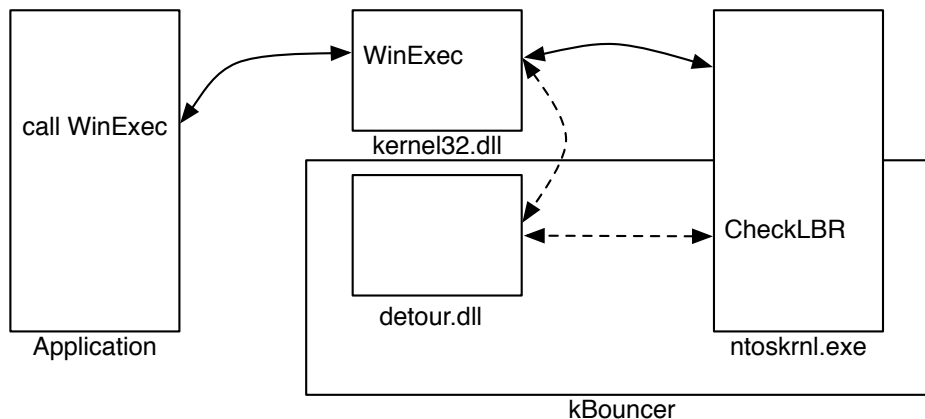 WinExec
call WinExec
kernel32.dll
CheckLBR
detour.dll
Application
ntoskrnl.exe
kBouncer